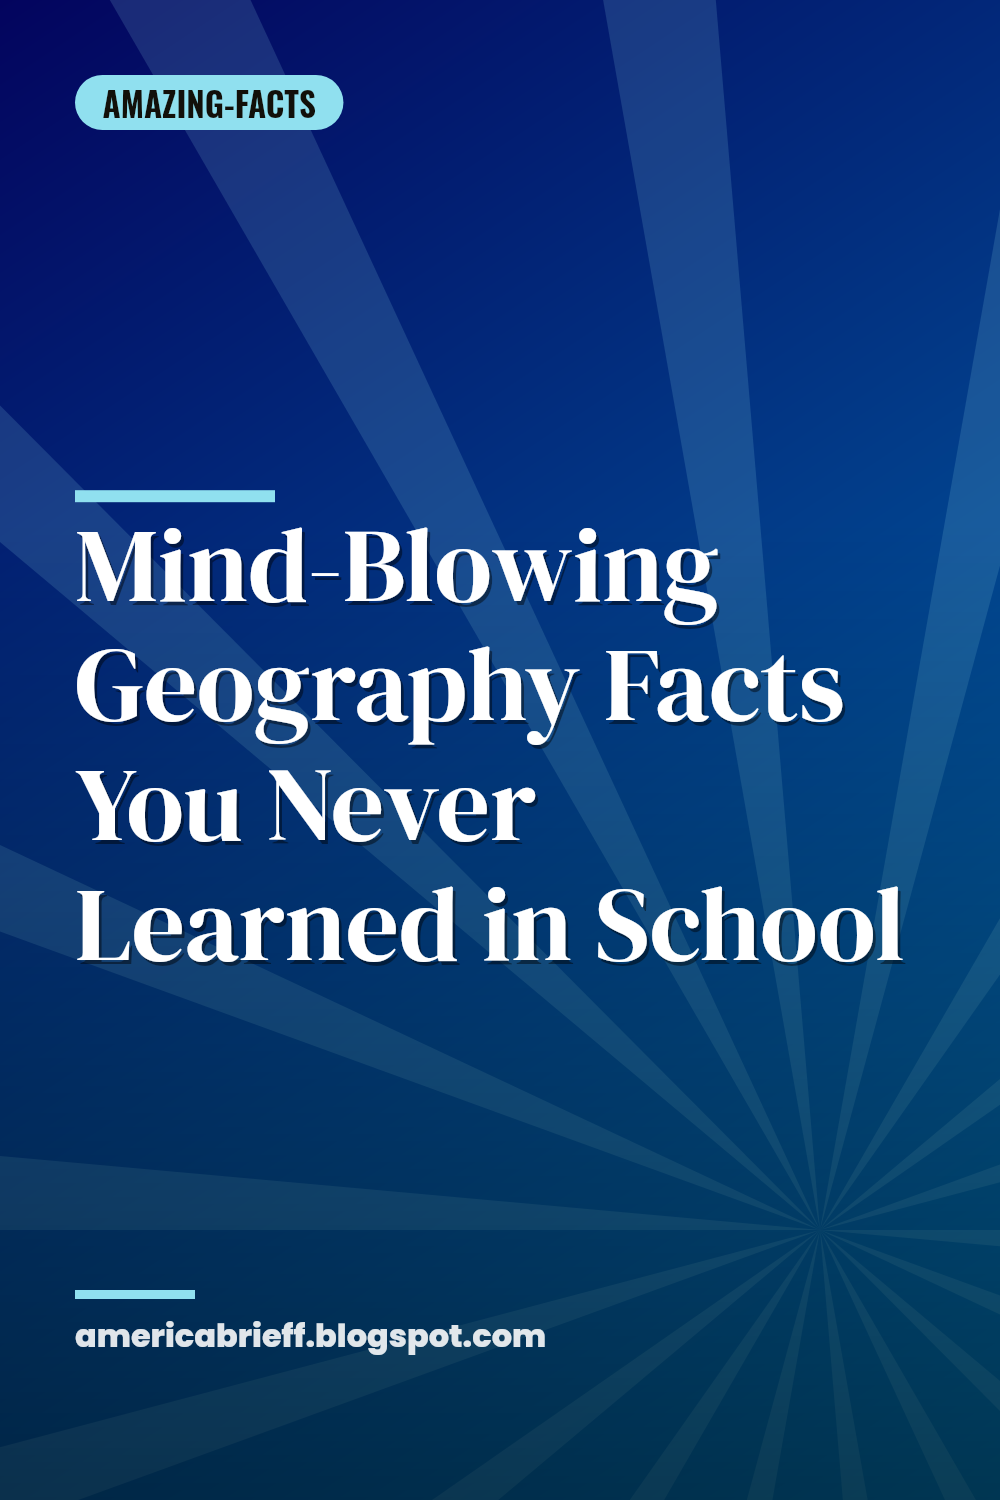 AMAZING-FACTS
Mind-Blowing
Geography Facts
You Never
Learned in School
americabrieff.blogspot.com